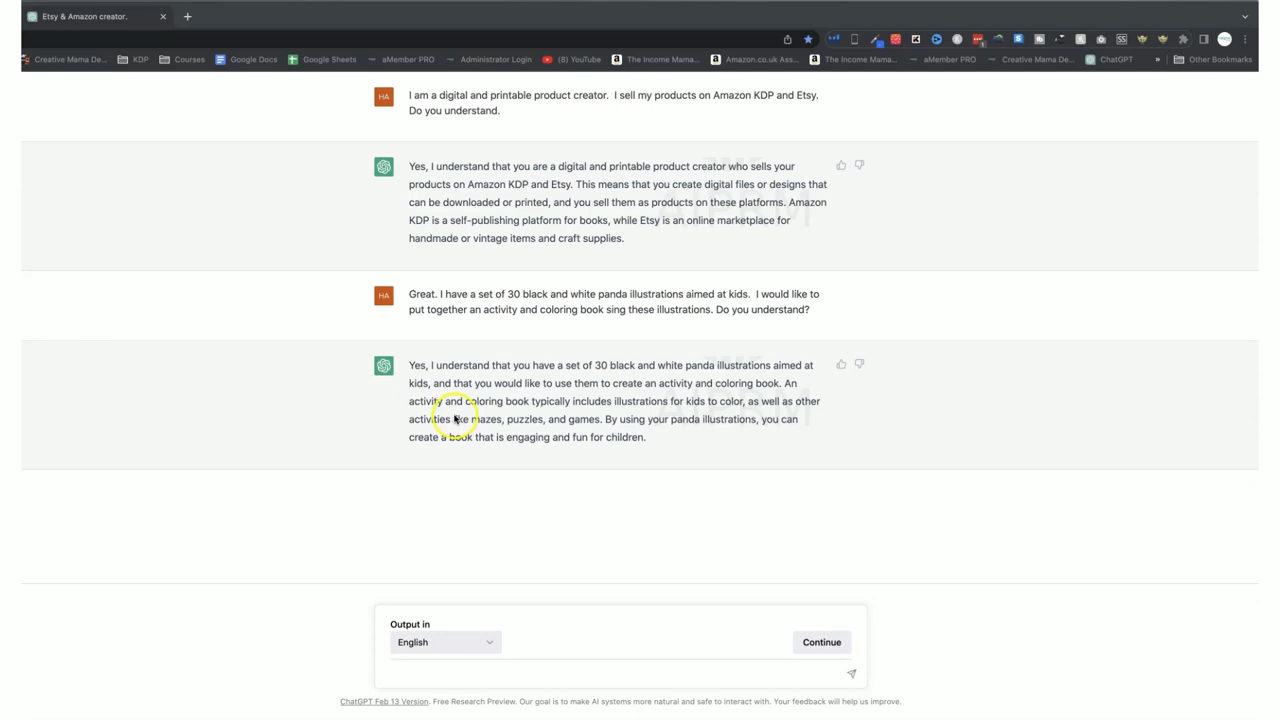 Etsy & Amazon creator.
Creative Mama De... KDP Courses Google Docs Google Sheets aMember PRO Administrator Login (8) YouTube The Income Mama... Amazon.co.uk Ass... The Income Mama... aMember PRO Creative Mama De... ChatGPT » Other Bookmarks
HA
I am a digital and printable product creator.  I sell my products on Amazon KDP and Etsy.
Do you understand.
Yes, I understand that you are a digital and printable product creator who sells your
products on Amazon KDP and Etsy. This means that you create digital files or designs that
can be downloaded or printed, and you sell them as products on these platforms. Amazon
KDP is a self-publishing platform for books, while Etsy is an online marketplace for
handmade or vintage items and craft supplies.
AIPRM
HA
Great. I have a set of 30 black and white panda illustrations aimed at kids.  I would like to
put together an activity and coloring book sing these illustrations. Do you understand?
Yes, I understand that you have a set of 30 black and white panda illustrations aimed at
kids, and that you would like to use them to create an activity and coloring book. An
activity and coloring book typically includes illustrations for kids to color, as well as other
activities like mazes, puzzles, and games. By using your panda illustrations, you can
create a book that is engaging and fun for children.
AIPRM
Output in
English
Continue
ChatGPT Feb 13 Version. Free Research Preview. Our goal is to make AI systems more natural and safe to interact with. Your feedback will help us improve.